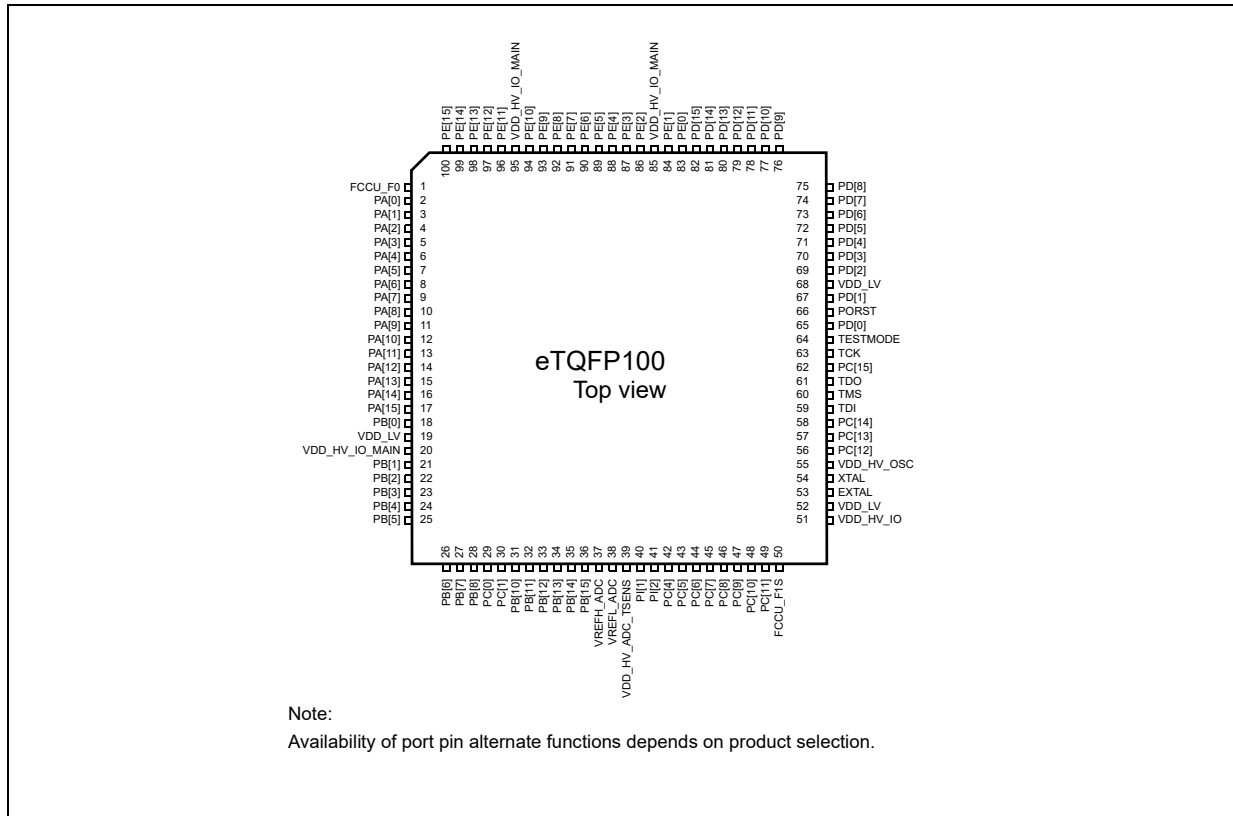 PE[15]
PE[14]
PE[13]
PE[12]
PE[11]
VDD_HV_IO_MAIN
PE[10]
PE[9]
PE[8]
PE[7]
PE[6]
PE[5]
PE[4]
PE[3]
PE[2]
VDD_HV_IO_MAIN
PE[1]
PE[0]
PD[15]
PD[14]
PD[13]
PD[12]
PD[11]
PD[10]
PD[9]
100
99
98
97
96
95
94
93
92
91
90
89
88
87
86
85
84
83
82
81
80
79
78
77
76
FCCU_F0 1
PA[0] 2
PA[1] 3
PA[2] 4
PA[3] 5
PA[4] 6
PA[5] 7
PA[6] 8
PA[7] 9
PA[8] 10
PA[9] 11
PA[10] 12
PA[11] 13
PA[12] 14
PA[13] 15
PA[14] 16
PA[15] 17
PB[0] 18
VDD_LV 19
VDD_HV_IO_MAIN 20
PB[1] 21
PB[2] 22
PB[3] 23
PB[4] 24
PB[5] 25
eTQFP100
Top view
75 PD[8]
74 PD[7]
73 PD[6]
72 PD[5]
71 PD[4]
70 PD[3]
69 PD[2]
68 VDD_LV
67 PD[1]
66 PORST
65 PD[0]
64 TESTMODE
63 TCK
62 PC[15]
61 TDO
60 TMS
59 TDI
58 PC[14]
57 PC[13]
56 PC[12]
55 VDD_HV_OSC
54 XTAL
53 EXTAL
52 VDD_LV
51 VDD_HV_IO
26
27
28
29
30
31
32
33
34
35
36
37
38
39
40
41
42
43
44
45
46
47
48
49
50
PB[6]
PB[7]
PB[8]
PC[0]
PC[1]
PB[10]
PB[11]
PB[12]
PB[13]
PB[14]
PB[15]
VREFH_ADC
VREFL_ADC
VDD_HV_ADC_TSENS
PI[1]
PI[2]
PC[4]
PC[5]
PC[6]
PC[7]
PC[8]
PC[9]
PC[10]
PC[11]
FCCU_F1S
Note:
Availability of port pin alternate functions depends on product selection.